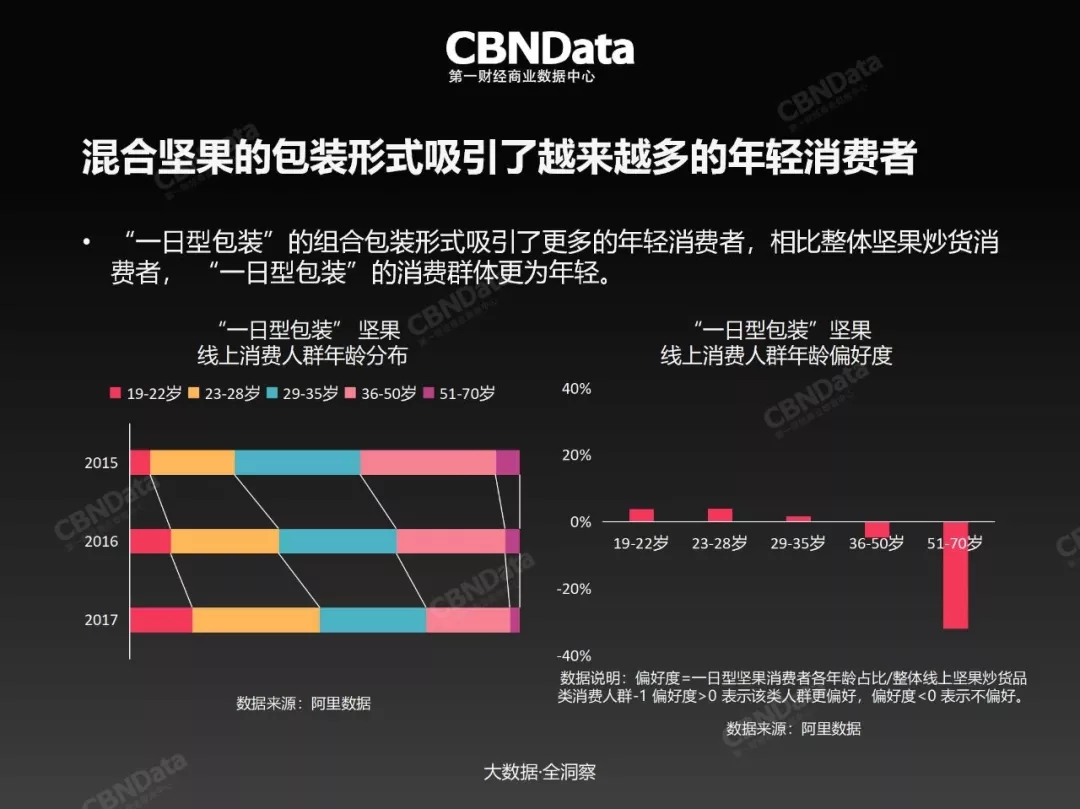 CBNData
第一财经商业数据中心
混合坚果的包装形式吸引了越来越多的年轻消费者
• “一日型包装”的组合包装形式吸引了更多的年轻消费者，相比整体坚果炒货消
费者，“一日型包装”的消费群体更为年轻。
“一日型包装” 坚果
线上消费人群年龄分布
19-22岁 23-28岁 29-35岁 36-50岁 51-70岁
2015
2016
2017
数据来源：阿里数据
“一日型包装”坚果
线上消费人群年龄偏好度
40%
20%
0%
19-22岁 23-28岁 29-35岁 36-50岁 51-70岁
-20%
-40%
数据说明：偏好度=一日型坚果消费者各年龄占比/整体线上坚果炒货品
类消费人群-1 偏好度>0 表示该类人群更偏好，偏好度<0 表示不偏好。
数据来源：阿里数据
大数据·全洞察